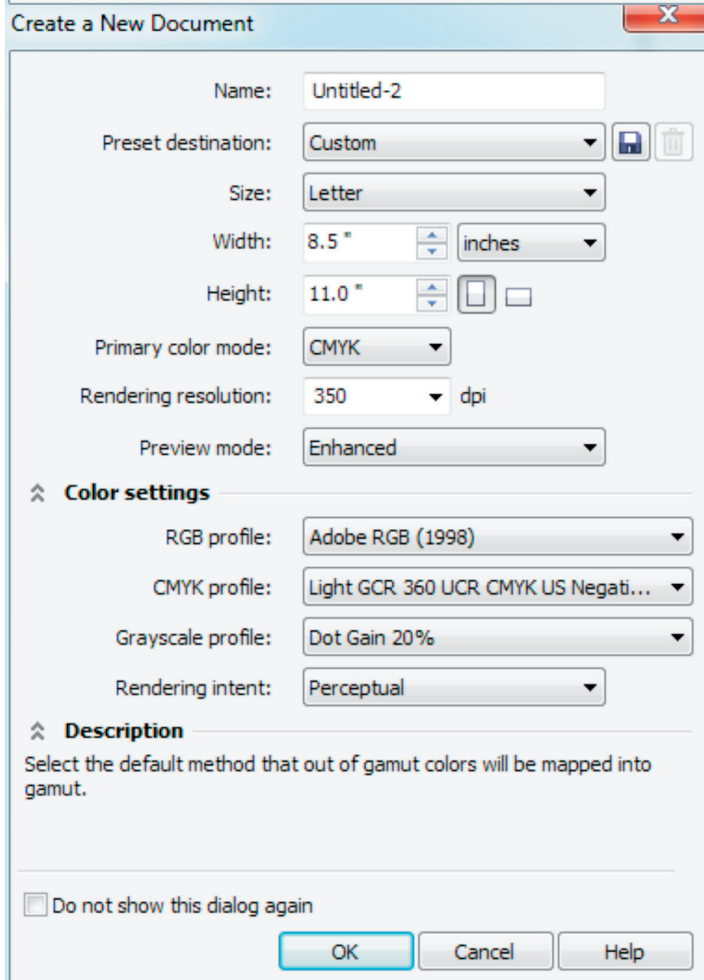 Create a New Document
Name: Untitled-2
Preset destination: Custom
Size: Letter
Width: 8.5 " inches
Height: 11.0 "
Primary color mode: CMYK
Rendering resolution: 350 dpi
Preview mode: Enhanced
Color settings
RGB profile: Adobe RGB (1998)
CMYK profile: Light GCR 360 UCR CMYK US Negati...
Grayscale profile: Dot Gain 20%
Rendering intent: Perceptual
Description
Select the default method that out of gamut colors will be mapped into
gamut.
Do not show this dialog again
OK Cancel Help